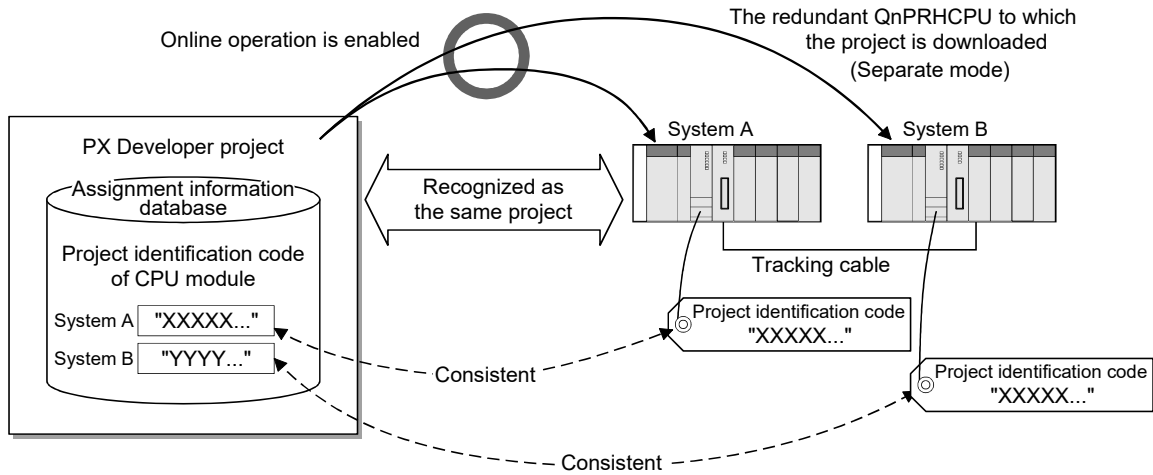 Online operation is enabled
The redundant QnPRHCPU to which
the project is downloaded
(Separate mode)
System A
System B
PX Developer project
Assignment information
database
Recognized as
the same project
Project identification code
of CPU module
System A "XXXXX..."
System B "YYYY..."
Tracking cable
Project identification code
"XXXXX..."
Project identification code
"XXXXX..."
Consistent
Consistent